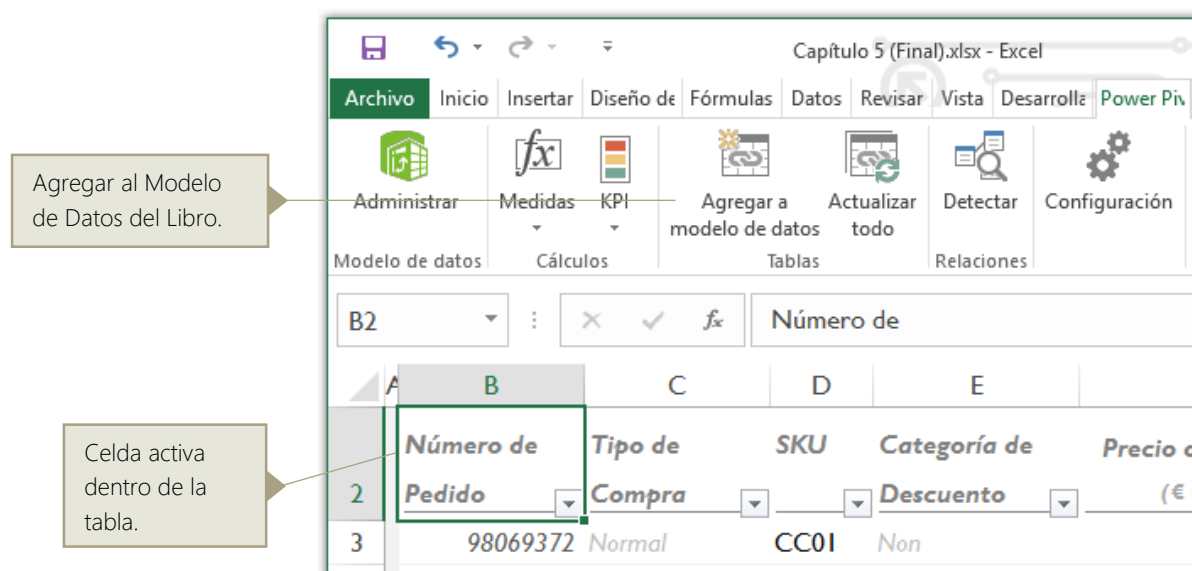 Capítulo 5 (Final).xlsx - Excel
Archivo Inicio Insertar Diseño de Fórmulas Datos Revisar Vista Desarrolla Power Piv
Agregar al Modelo
de Datos del Libro.
Administrar Medidas KPI Agregar a
modelo de datos Actualizar
todo Detectar Configuración
Modelo de datos Cálculos Tablas Relaciones
B2 fx Número de
A B C D E
Celda activa
dentro de la
tabla.
2 Número de
Pedido Tipo de
Compra SKU Categoría de
Descuento Precio d
(€
3 98069372 Normal CC01 Non